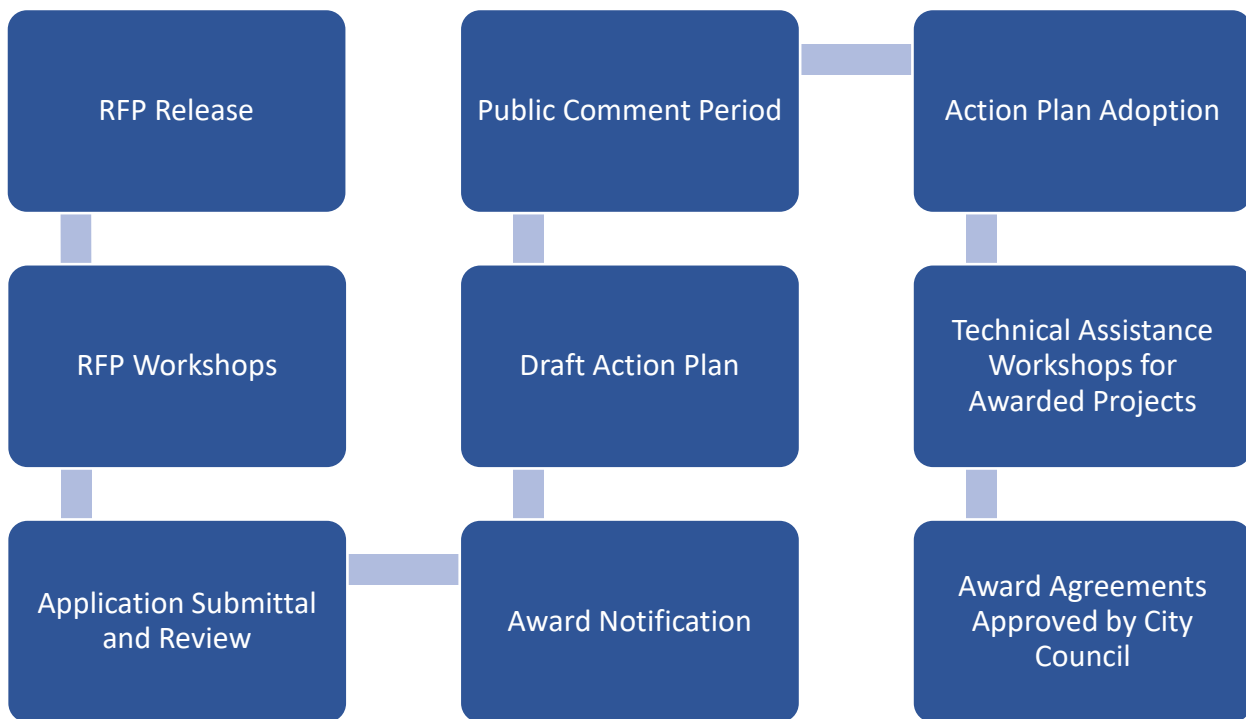 RFP Release
RFP Workshops
Application Submittal
and Review
Award Notification
Draft Action Plan
Public Comment Period
Action Plan Adoption
Technical Assistance
Workshops for
Awarded Projects
Award Agreements
Approved by City
Council